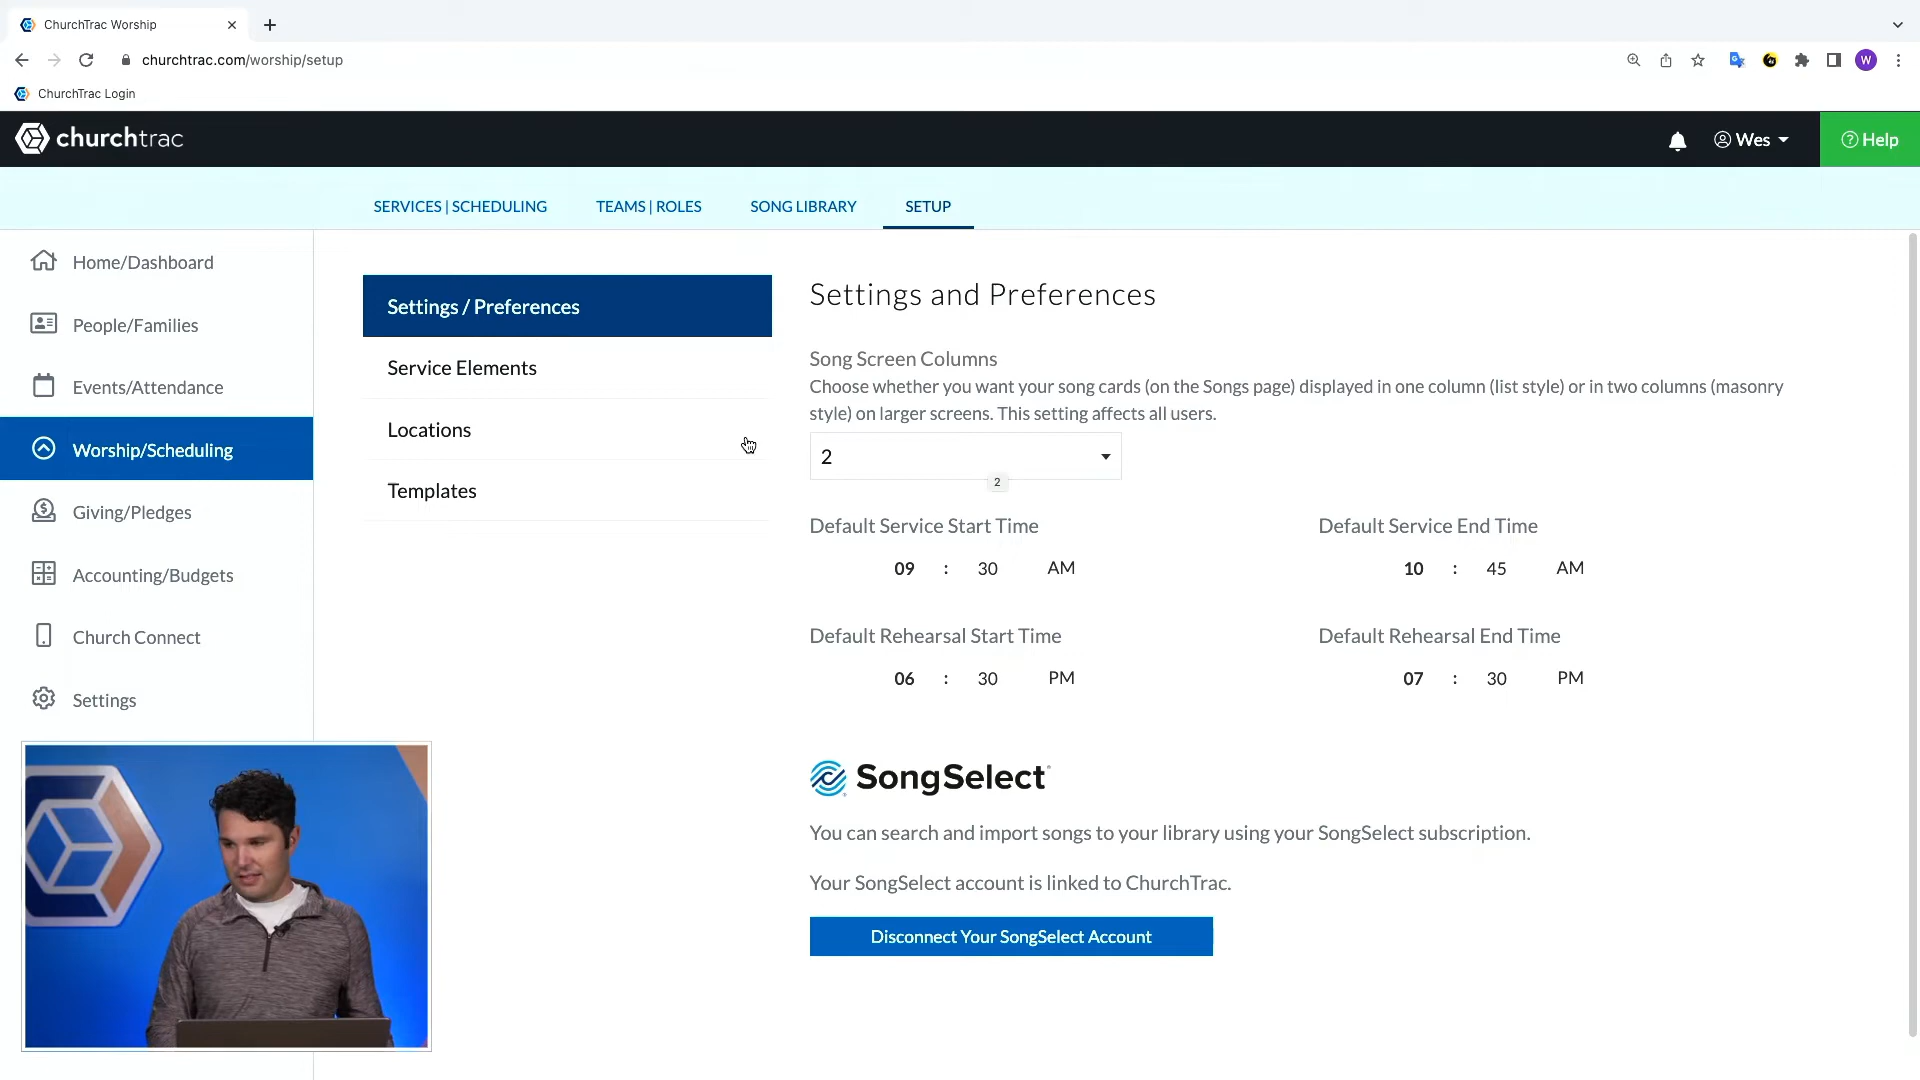 ChurchTrac Worship
churchtrac.com/worship/setup
W
ChurchTrac Login
churchtrac
Wes
? Help
SERVICES | SCHEDULING
TEAMS | ROLES
SONG LIBRARY
SETUP
Home/Dashboard
People/Families
Events/Attendance
Worship/Scheduling
Giving/Pledges
Accounting/Budgets
Church Connect
Settings
Settings / Preferences
Service Elements
Locations
Templates
Settings and Preferences
Song Screen Columns
Choose whether you want your song cards (on the Songs page) displayed in one column (list style) or in two columns (masonry
style) on larger screens. This setting affects all users.
2
2
Default Service Start Time
09 : 30 AM
Default Service End Time
10 : 45 AM
Default Rehearsal Start Time
06 : 30 PM
Default Rehearsal End Time
07 : 30 PM
SongSelect
You can search and import songs to your library using your SongSelect subscription.
Your SongSelect account is linked to ChurchTrac.
Disconnect Your SongSelect Account